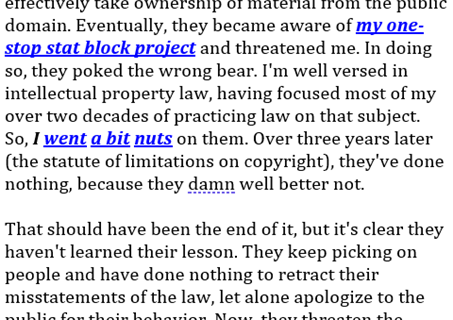 effectively take ownership of material from the public
domain. Eventually, they became aware of my one-
stop stat block project and threatened me. In doing
so, they poked the wrong bear. I'm well versed in
intellectual property law, having focused most of my
over two decades of practicing law on that subject.
So, I went a bit nuts on them. Over three years later
(the statute of limitations on copyright), they've done
nothing, because they damn well better not.

That should have been the end of it, but it's clear they
haven't learned their lesson. They keep picking on
people and have done nothing to retract their
misstatements of the law, let alone apologize to the
public for their behavior. Now, they threaten the